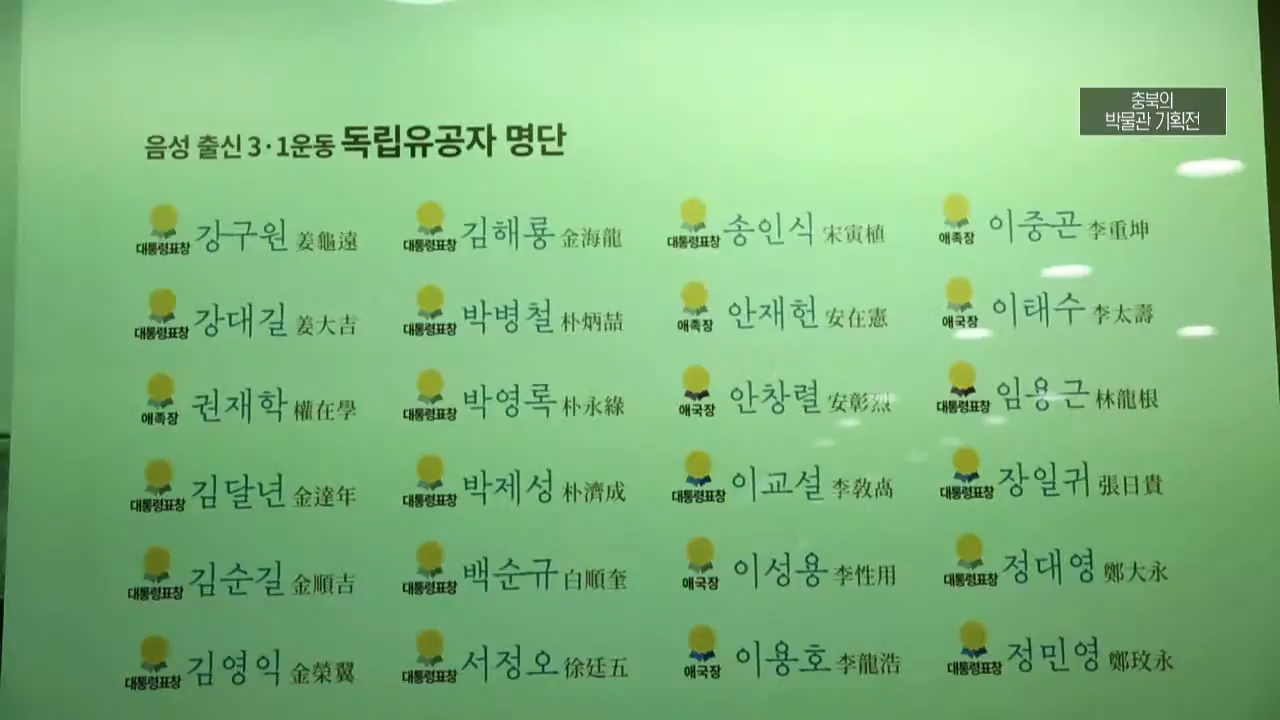 충북의
박물관 기획전
음성 출신 3·1운동 독립유공자 명단
대통령표창 강구원 姜龜遠
대통령표창 김해룡 金海龍
대통령표창 송인식 宋寅植
애족장 이중곤 李重坤
대통령표창 강대길 姜大吉
대통령표창 박병철 朴炳喆
애족장 안재헌 安在憲
애국장 이태수 李太壽
애족장 권재학 權在學
대통령표창 박영록 朴永綠
애국장 안창렬 安彰烈
대통령표창 임용근 林龍根
대통령표창 김달년 金達年
대통령표창 박제성 朴濟成
대통령표창 이교설 李敎卨
대통령표창 장일귀 張日貴
대통령표창 김순길 金順吉
대통령표창 백순규 白順奎
애국장 이성용 李性用
대통령표창 정대영 鄭大永
대통령표창 김영익 金榮翼
대통령표창 서정오 徐廷五
애국장 이용호 李龍浩
대통령표창 정민영 鄭玟永